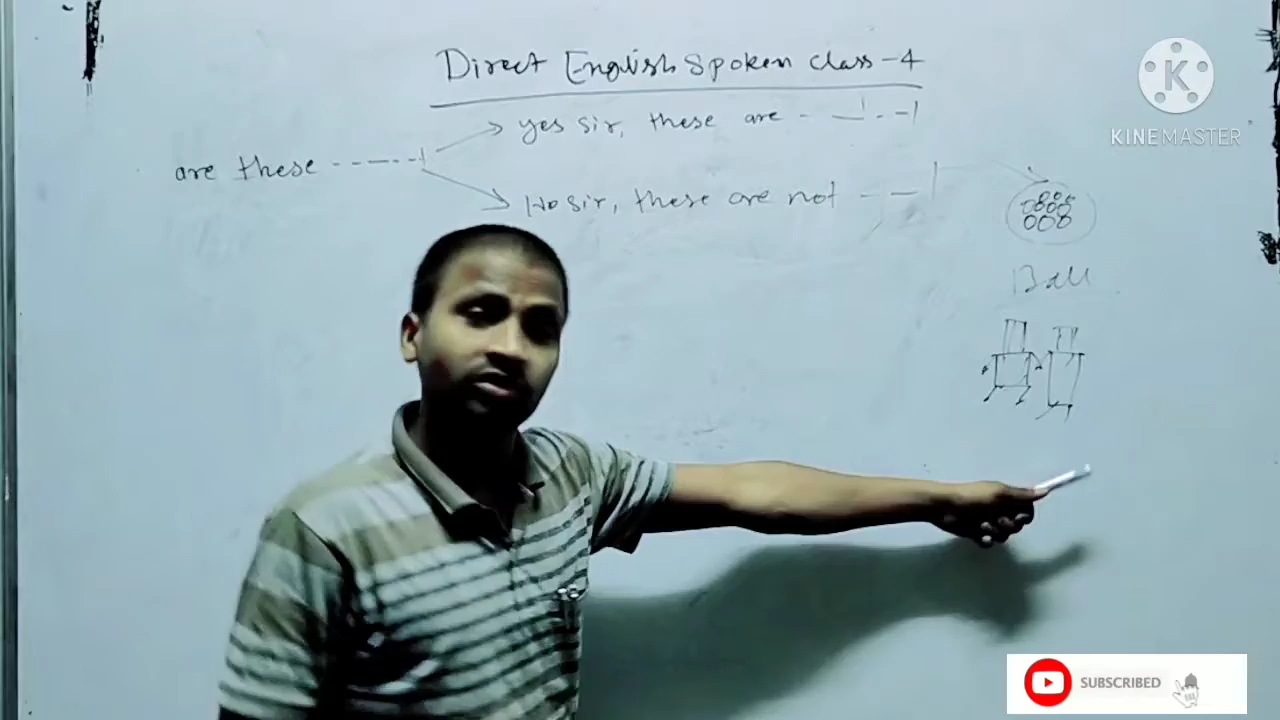 Direct English Spoken class-4
yes sir, these are - — . - |
are these ------|
No sir, these are not - | — |
Ball
KINEMASTER
SUBSCRIBED